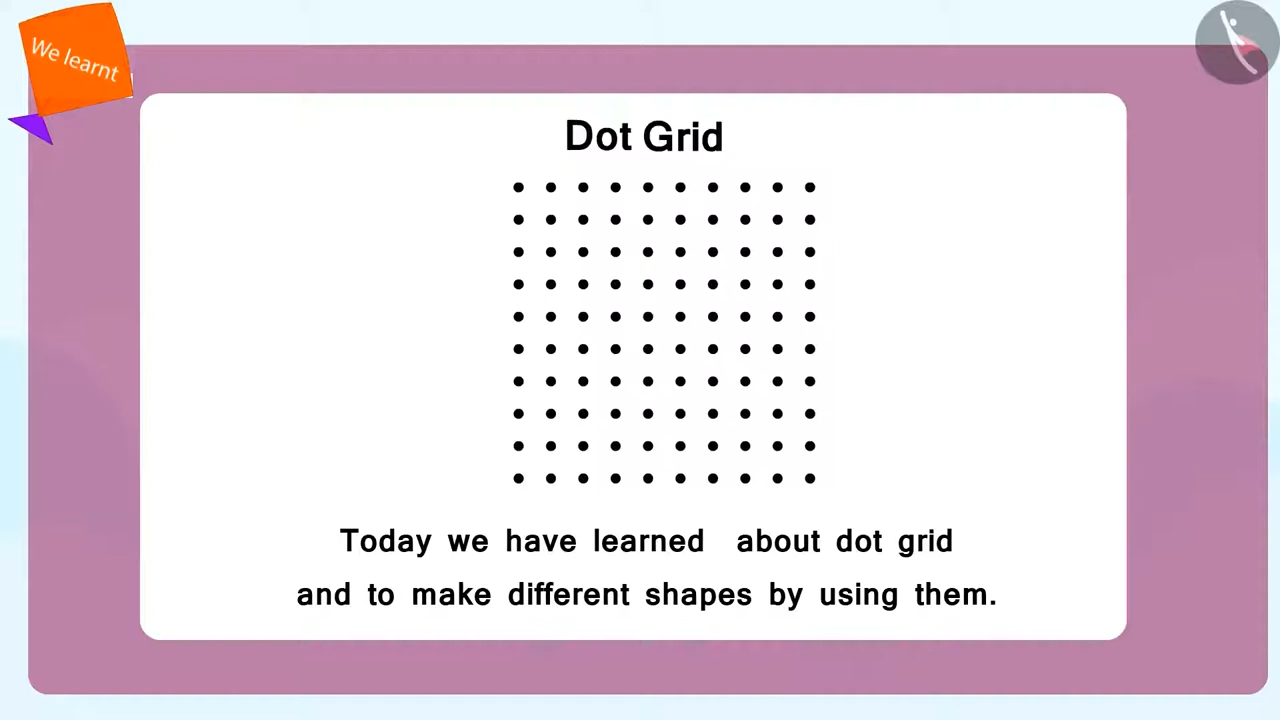 We learnt
Dot Grid
Today we have learned about dot grid
and to make different shapes by using them.